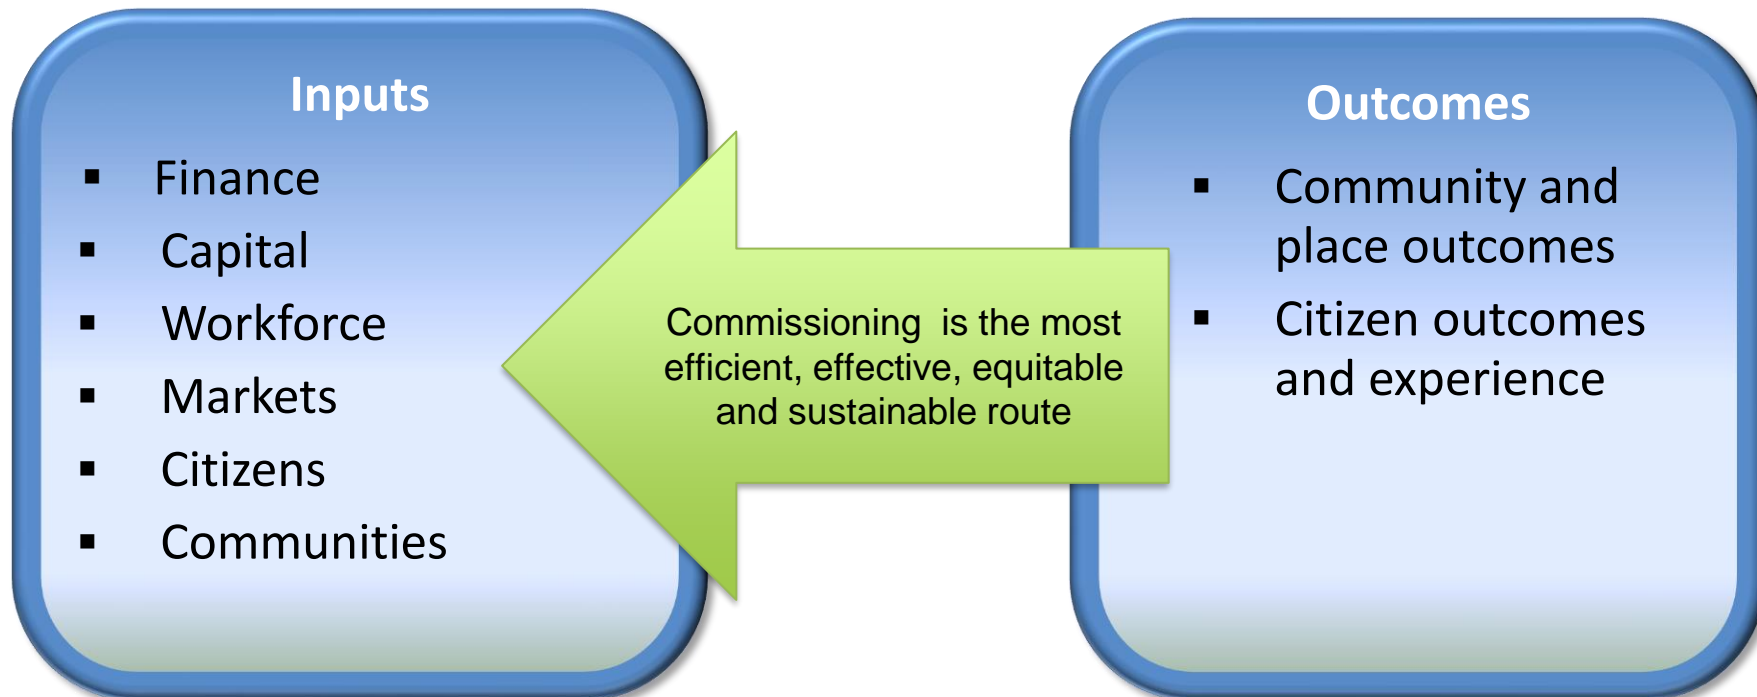 Inputs
▪ Finance
▪ Capital
▪ Workforce
▪ Markets
▪ Citizens
▪ Communities
Commissioning  is the most
efficient, effective, equitable
and sustainable route
Outcomes
▪ Community and
place outcomes
▪ Citizen outcomes
and experience